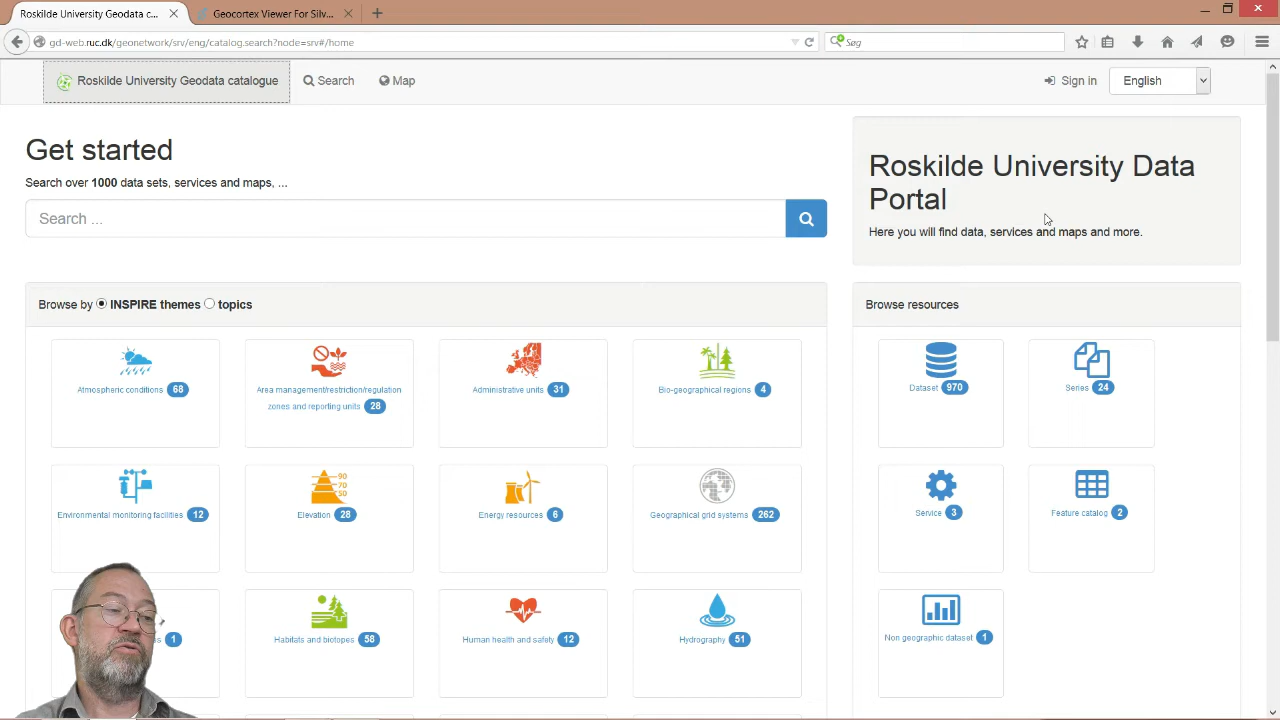 Roskilde University Geodata c...
Geocortex Viewer For Silv...
gd-web.ruc.dk/geonetwork/srv/eng/catalog.search?node=srv#/home
Søg
Roskilde University Geodata catalogue
Search
Map
Sign in
English
Get started
Search over 1000 data sets, services and maps, ...
Search ...
Roskilde University Data
Portal
Here you will find data, services and maps and more.
Browse by INSPIRE themes topics
Browse resources
Atmospheric conditions 68
Area management/restriction/regulation
zones and reporting units 28
Administrative units 31
Bio-geographical regions 4
Dataset 970
Series 24
90
70
50
Environmental monitoring facilities 12
Elevation 28
Energy resources 6
Geographical grid systems 262
Service 3
Feature catalog 2
s 1
Habitats and biotopes 58
Human health and safety 12
Hydrography 51
Non geographic dataset 1